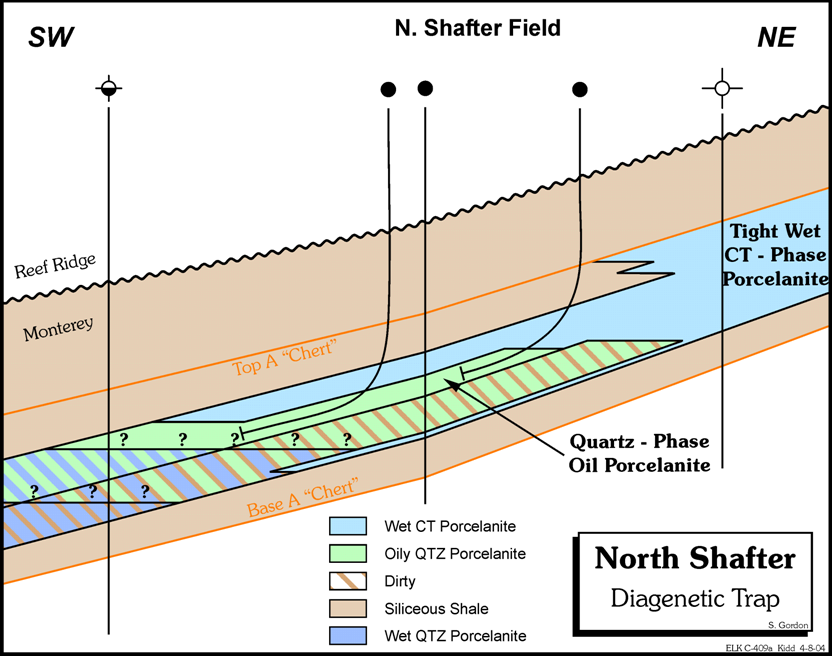 N. Shafter Field
SW
NE
Reef Ridge
Monterey
Top A “Chert”
Tight Wet
CT - Phase
Porcelanite
? ? ? ? ?
? ? ?
Quartz - Phase
Oil Porcelanite
Base A “Chert”
Wet CT Porcelanite
Oily QTZ Porcelanite
Dirty
Siliceous Shale
Wet QTZ Porcelanite
North Shafter
Diagenetic Trap
S. Gordon
ELK C-409a Kidd 4-8-04